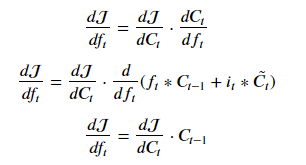 d𝒥/df_t = d𝒥/dC_t · dC_t/df_t
d𝒥/df_t = d𝒥/dC_t · d/df_t (f_t * C_{t−1} + i_t * C̃_t)
d𝒥/df_t = d𝒥/dC_t · C_{t−1}